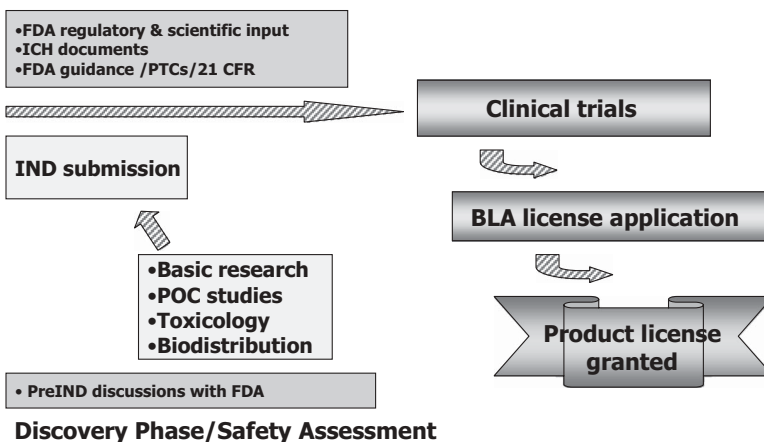 •FDA regulatory & scientific input
•ICH documents
•FDA guidance /PTCs/21 CFR
Clinical trials
IND submission
BLA license application
•Basic research
•POC studies
•Toxicology
•Biodistribution
Product license
granted
• PreIND discussions with FDA
Discovery Phase/Safety Assessment